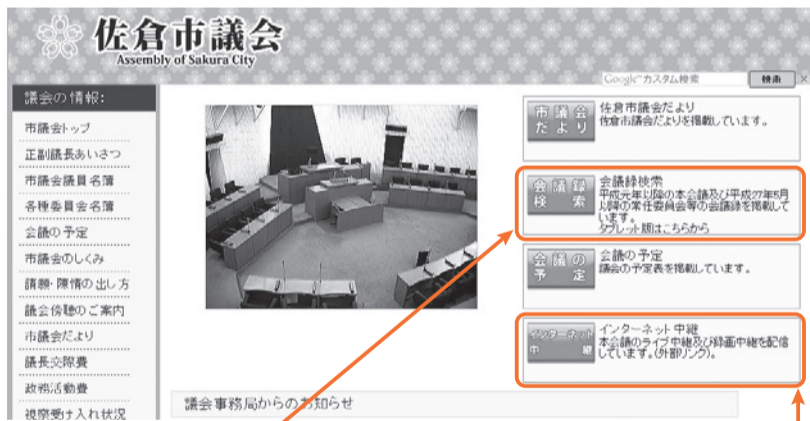 佐倉市議会
Assembly of Sakura City
Google™カスタム検索
検索
×
議会の情報:
市議会トップ
正副議長あいさつ
市議会議員名簿
各種委員会名簿
会議の予定
市議会のしくみ
請願・陳情の出し方
議会傍聴のご案内
市議会だより
議長交際費
政務活動費
視察受け入れ状況
市議会
たより
佐倉市議会だより
佐倉市議会だよりを掲載しています。
会議録
検索
会議録検索
平成元年以降の本会議及び平成27年5月
以降の常任委員会等の会議録を掲載して
います。
タブレット版はこちらから
会議の
予定
会議の予定
議会の予定表を掲載しています。
インターネット
中継
インターネット中継
本会議のライブ中継及び録画中継を配信
しています。(外部リンク)。
議会事務局からのお知らせ